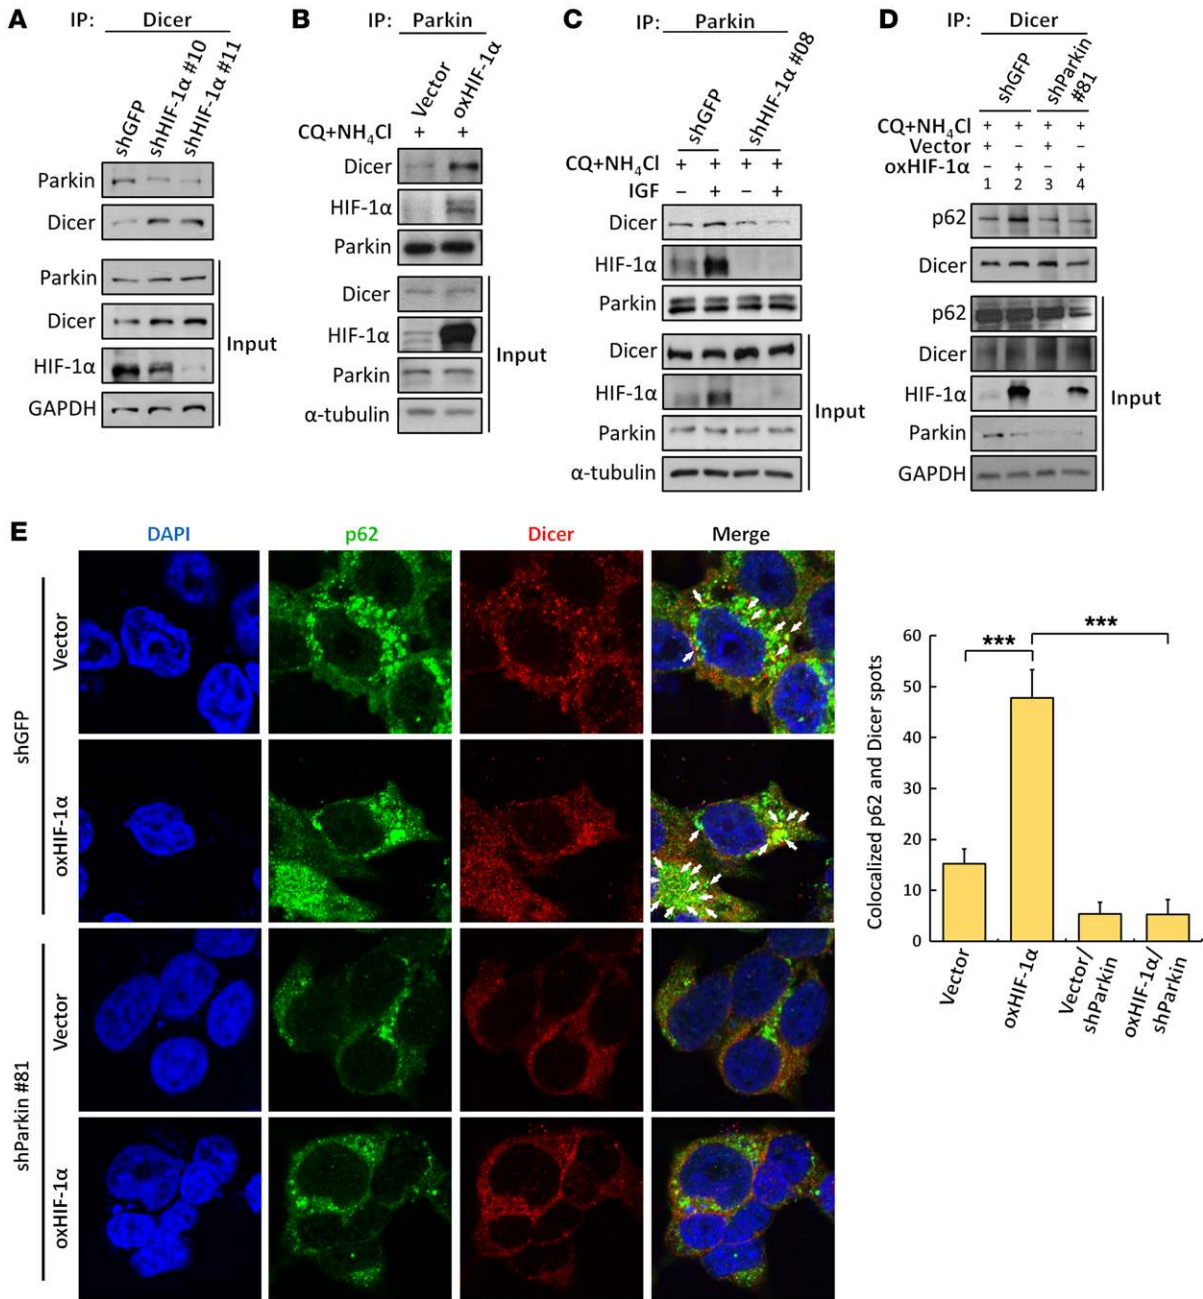 A
IP: Dicer
shGFP
shHIF-1α #10
shHIF-1α #11
Parkin
Dicer
Parkin
Dicer
HIF-1α
GAPDH
Input
B
IP: Parkin
Vector
oxHIF-1α
CQ+NH₄Cl + +
Dicer
HIF-1α
Parkin
Dicer
HIF-1α
Parkin
α-tubulin
Input
C
IP: Parkin
shGFP
shHIF-1α #08
CQ+NH₄Cl + + + +
IGF − + − +
Dicer
HIF-1α
Parkin
Dicer
HIF-1α
Parkin
α-tubulin
Input
D
IP: Dicer
shGFP
shParkin
#81
CQ+NH₄Cl + + + +
Vector + − + −
oxHIF-1α − + − +
1 2 3 4
p62
Dicer
p62
Dicer
HIF-1α
Parkin
GAPDH
Input
E
DAPI p62 Dicer Merge
shGFP
Vector
oxHIF-1α
shParkin #81
Vector
oxHIF-1α
Colocalized p62 and Dicer spots
60
50
40
30
20
10
0
*** ***
Vector
oxHIF-1α
Vector/
shParkin
oxHIF-1α/
shParkin